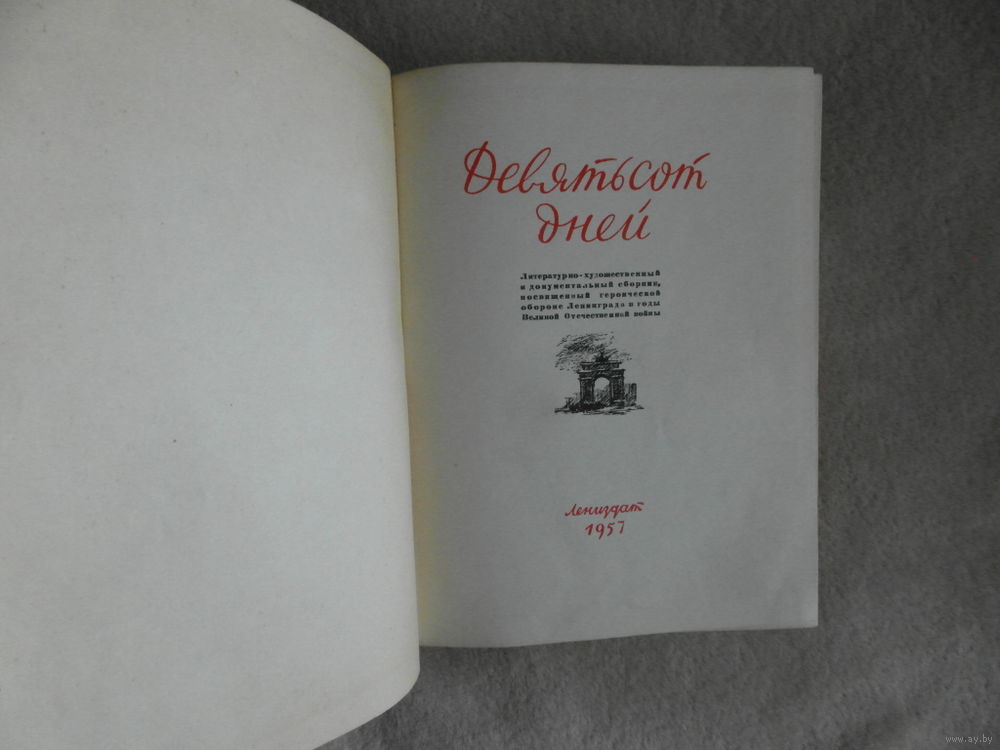 Девятьсот
дней
Литературно-художественный
и документальный сборник,
посвященный героической
обороне Ленинграда в годы
Великой Отечественной войны
Лениздат
1957
www.ay.by